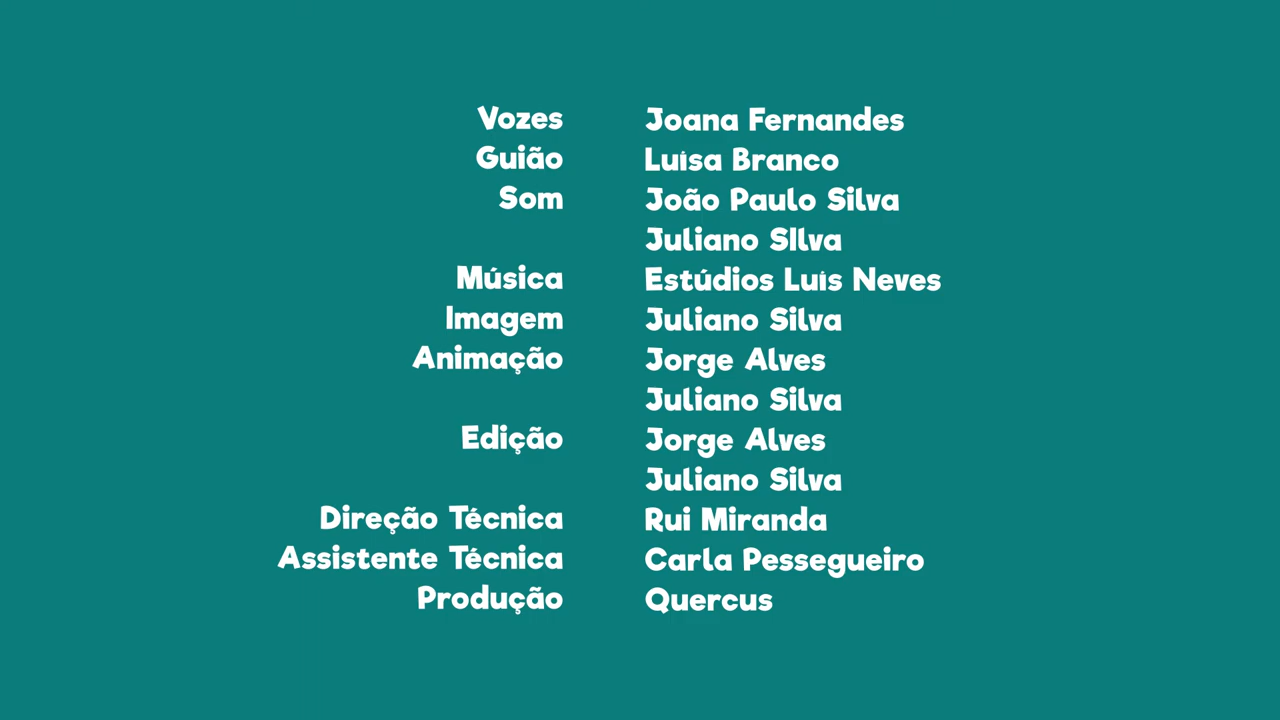 Vozes Joana Fernandes
Guião Luísa Branco
Som João Paulo Silva
Juliano SIlva
Música Estúdios Luís Neves
Imagem Juliano Silva
Animação Jorge Alves
Juliano Silva
Edição Jorge Alves
Juliano Silva
Direção Técnica Rui Miranda
Assistente Técnica Carla Pessegueiro
Produção Quercus